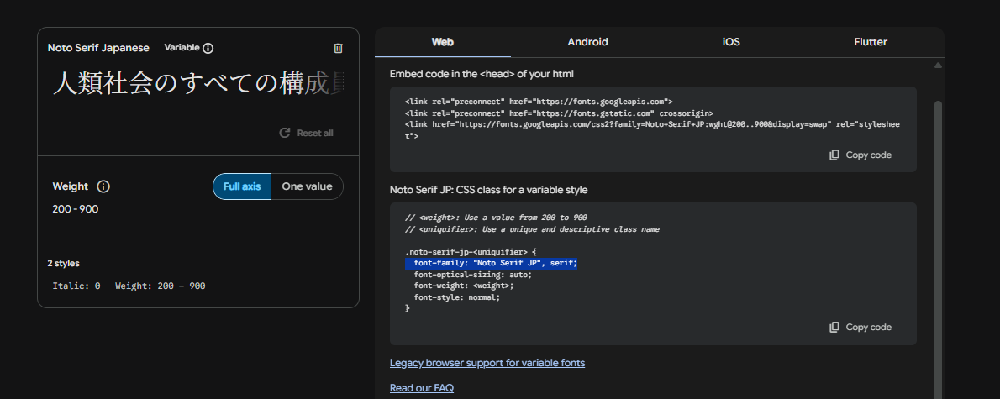 Noto Serif Japanese Variable
人類社会のすべての構成員
Reset all
Weight
Full axis One value
200 - 900
2 styles
Italic: 0 Weight: 200 – 900
Web Android iOS Flutter
Embed code in the <head> of your html
<link rel="preconnect" href="https://fonts.googleapis.com">
<link rel="preconnect" href="https://fonts.gstatic.com" crossorigin>
<link href="https://fonts.googleapis.com/css2?family=Noto+Serif+JP:wght@200..900&display=swap" rel="styleshee
t">
Copy code
Noto Serif JP: CSS class for a variable style
// <weight>: Use a value from 200 to 900
// <uniquifier>: Use a unique and descriptive class name
.noto-serif-jp-<uniquifier> {
font-family: "Noto Serif JP", serif;
font-optical-sizing: auto;
font-weight: <weight>;
font-style: normal;
}
Copy code
Legacy browser support for variable fonts
Read our FAQ